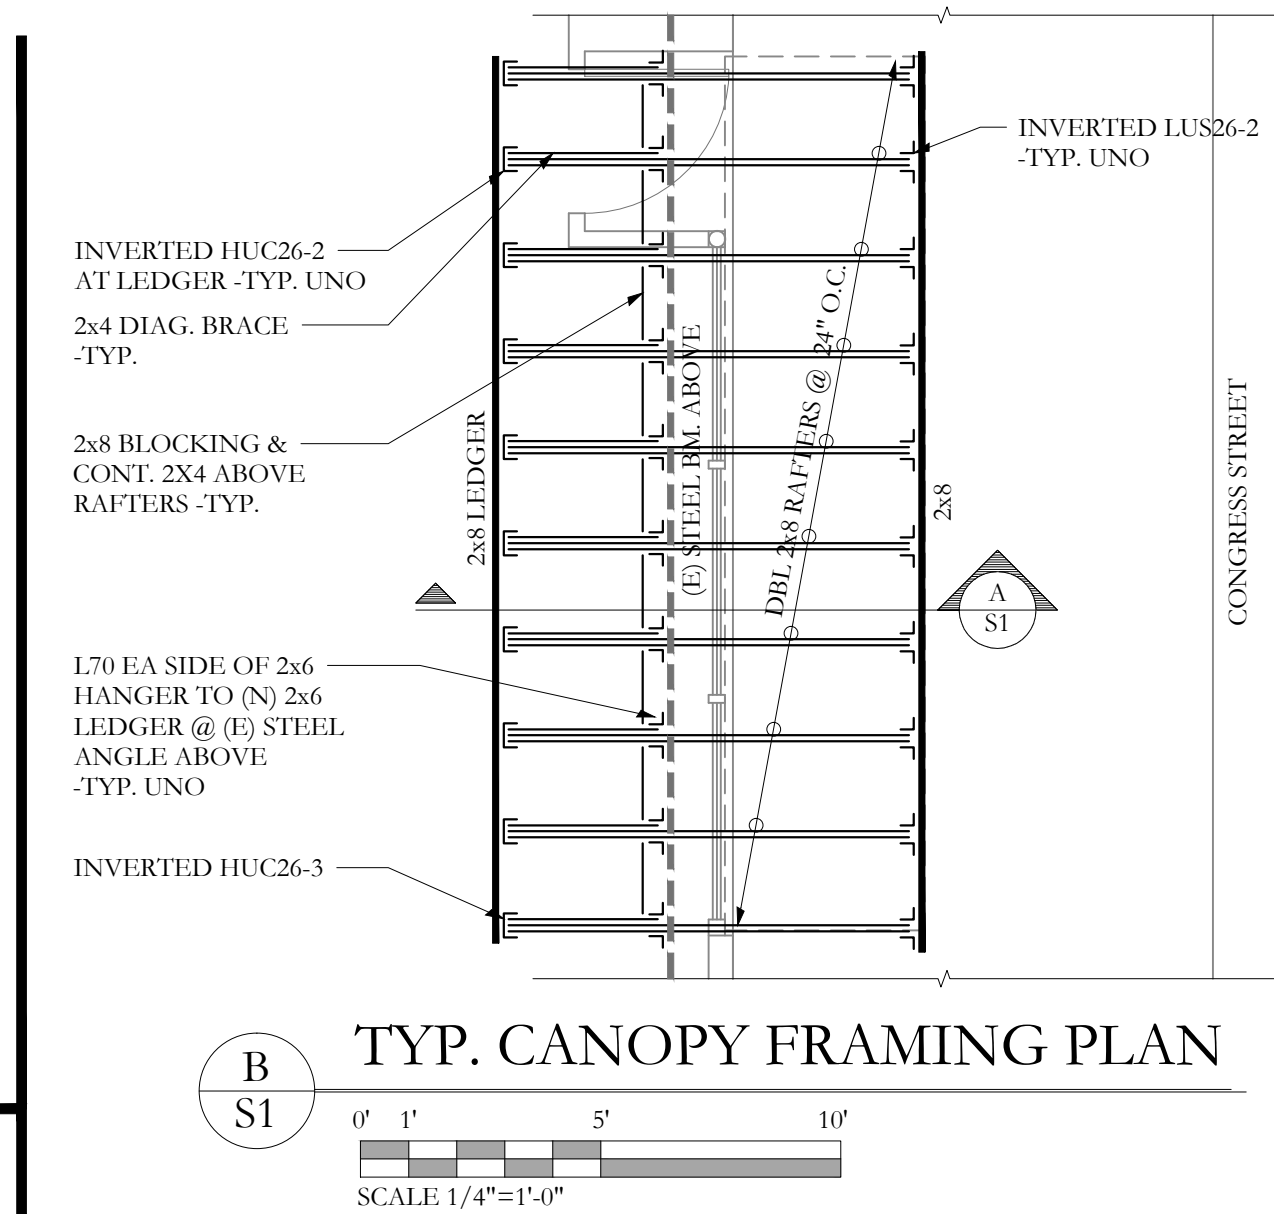 INVERTED LUS26-2
-TYP. UNO
INVERTED HUC26-2
AT LEDGER -TYP. UNO
2x4 DIAG. BRACE
-TYP.
2x8 BLOCKING &
CONT. 2X4 ABOVE
RAFTERS -TYP.
2x8 LEDGER
(E) STEEL BM. ABOVE
DBL 2x8 RAFTERS @ 24" O.C.
2x8
CONGRESS STREET
A
S1
L70 EA SIDE OF 2x6
HANGER TO (N) 2x6
LEDGER @ (E) STEEL
ANGLE ABOVE
-TYP. UNO
INVERTED HUC26-3
B
S1
TYP. CANOPY FRAMING PLAN
0' 1' 5' 10'
SCALE 1/4"=1'-0"